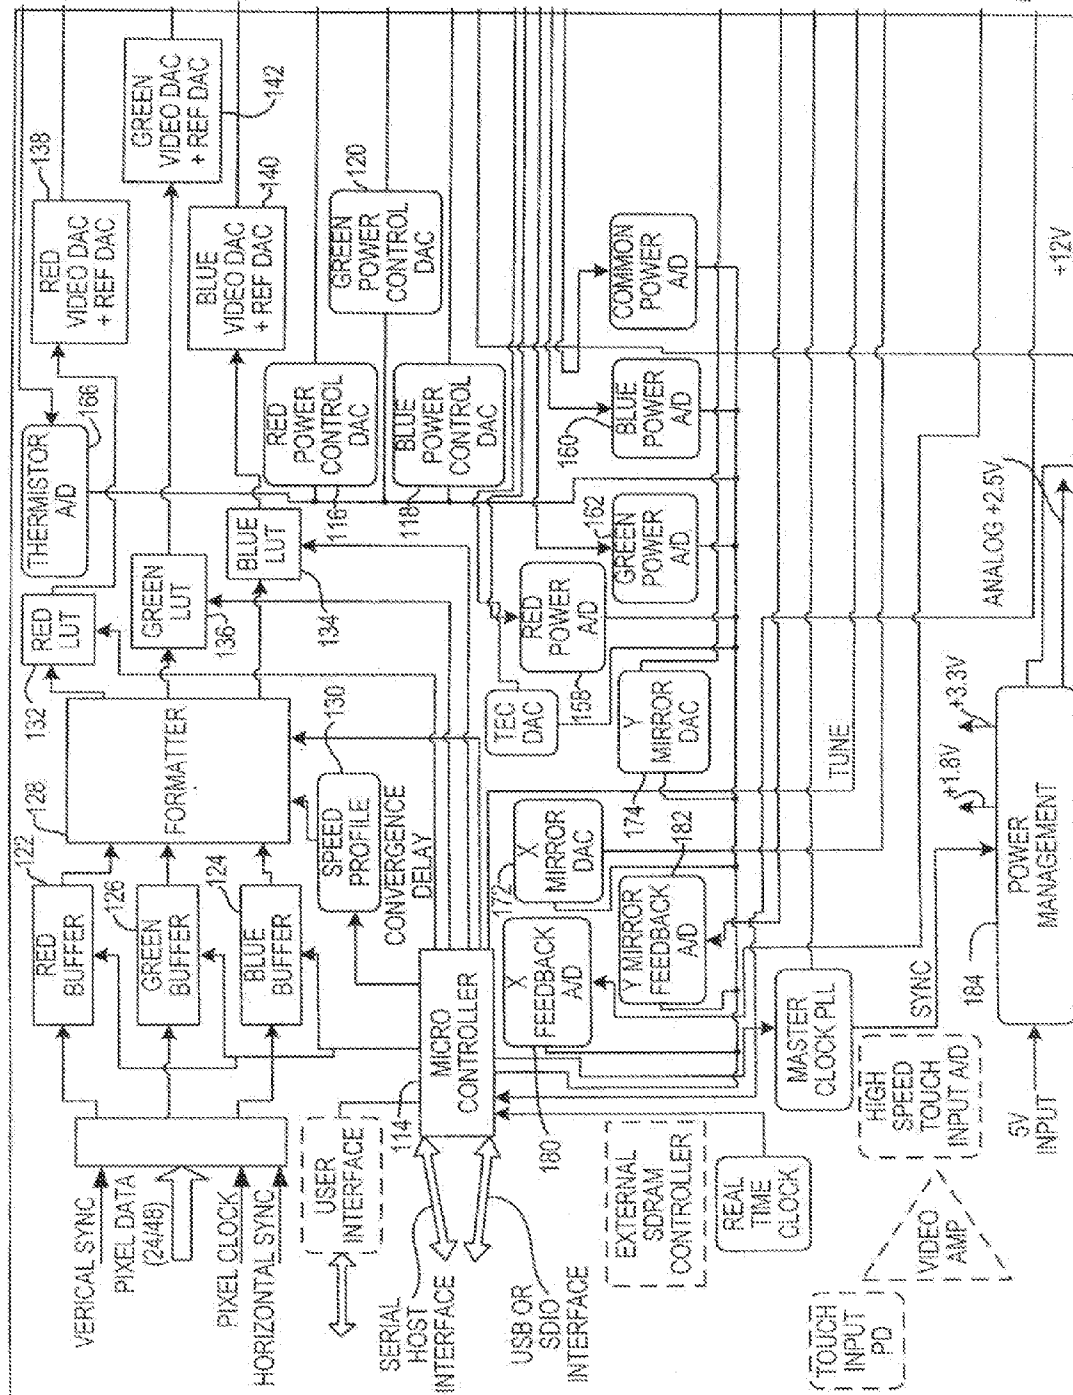 VERICAL SYNC
PIXEL DATA
(24/48)
PIXEL CLOCK
HORIZONTAL SYNC
RED
BUFFER
122
GREEN
BUFFER
126
BLUE
BUFFER
124
128
FORMATTER
SPEED
PROFILE
130
CONVERGENCE
DELAY
RED
LUT
132
GREEN
LUT
136
BLUE
LUT
134
THERMISTOR
A/D
166
RED
VIDEO DAC
+ REF DAC
138
GREEN
VIDEO DAC
+ REF DAC
142
BLUE
VIDEO DAC
+ REF DAC
140
RED
POWER
CONTROL
DAC
116
GREEN
POWER
CONTROL
DAC
120
BLUE
POWER
CONTROL
DAC
118
USER
INTERFACE
SERIAL
HOST
INTERFACE
USB OR
SDIO
INTERFACE
114
MICRO
CONTROLLER
TEC
DAC
RED
POWER
A/D
158
GREEN
POWER
A/D
162
BLUE
POWER
A/D
160
COMMON
POWER
A/D
X
MIRROR
DAC
172
Y
MIRROR
DAC
174
X
FEEDBACK
A/D
180
Y MIRROR
FEEDBACK
A/D
182
EXTERNAL
SDRAM
CONTROLLER
REAL
TIME
CLOCK
MASTER
CLOCK PLL
TUNE
SYNC
HIGH
SPEED
TOUCH
INPUT A/D
TOUCH
INPUT
PD
VIDEO
AMP
5V
INPUT
184
POWER
MANAGEMENT
+1.8V
+3.3V
ANALOG +2.5V
+12V